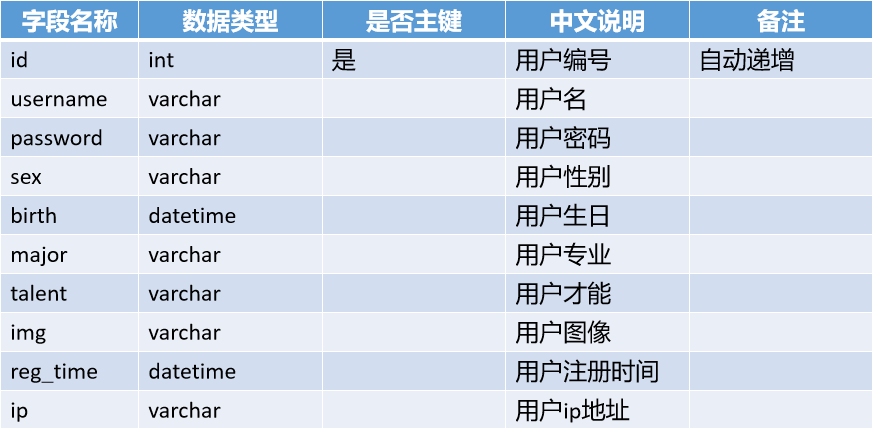 字段名称 数据类型 是否主键 中文说明 备注
id int 是 用户编号 自动递增
username varchar 用户名
password varchar 用户密码
sex varchar 用户性别
birth datetime 用户生日
major varchar 用户专业
talent varchar 用户才能
img varchar 用户图像
reg_time datetime 用户注册时间
ip varchar 用户ip地址